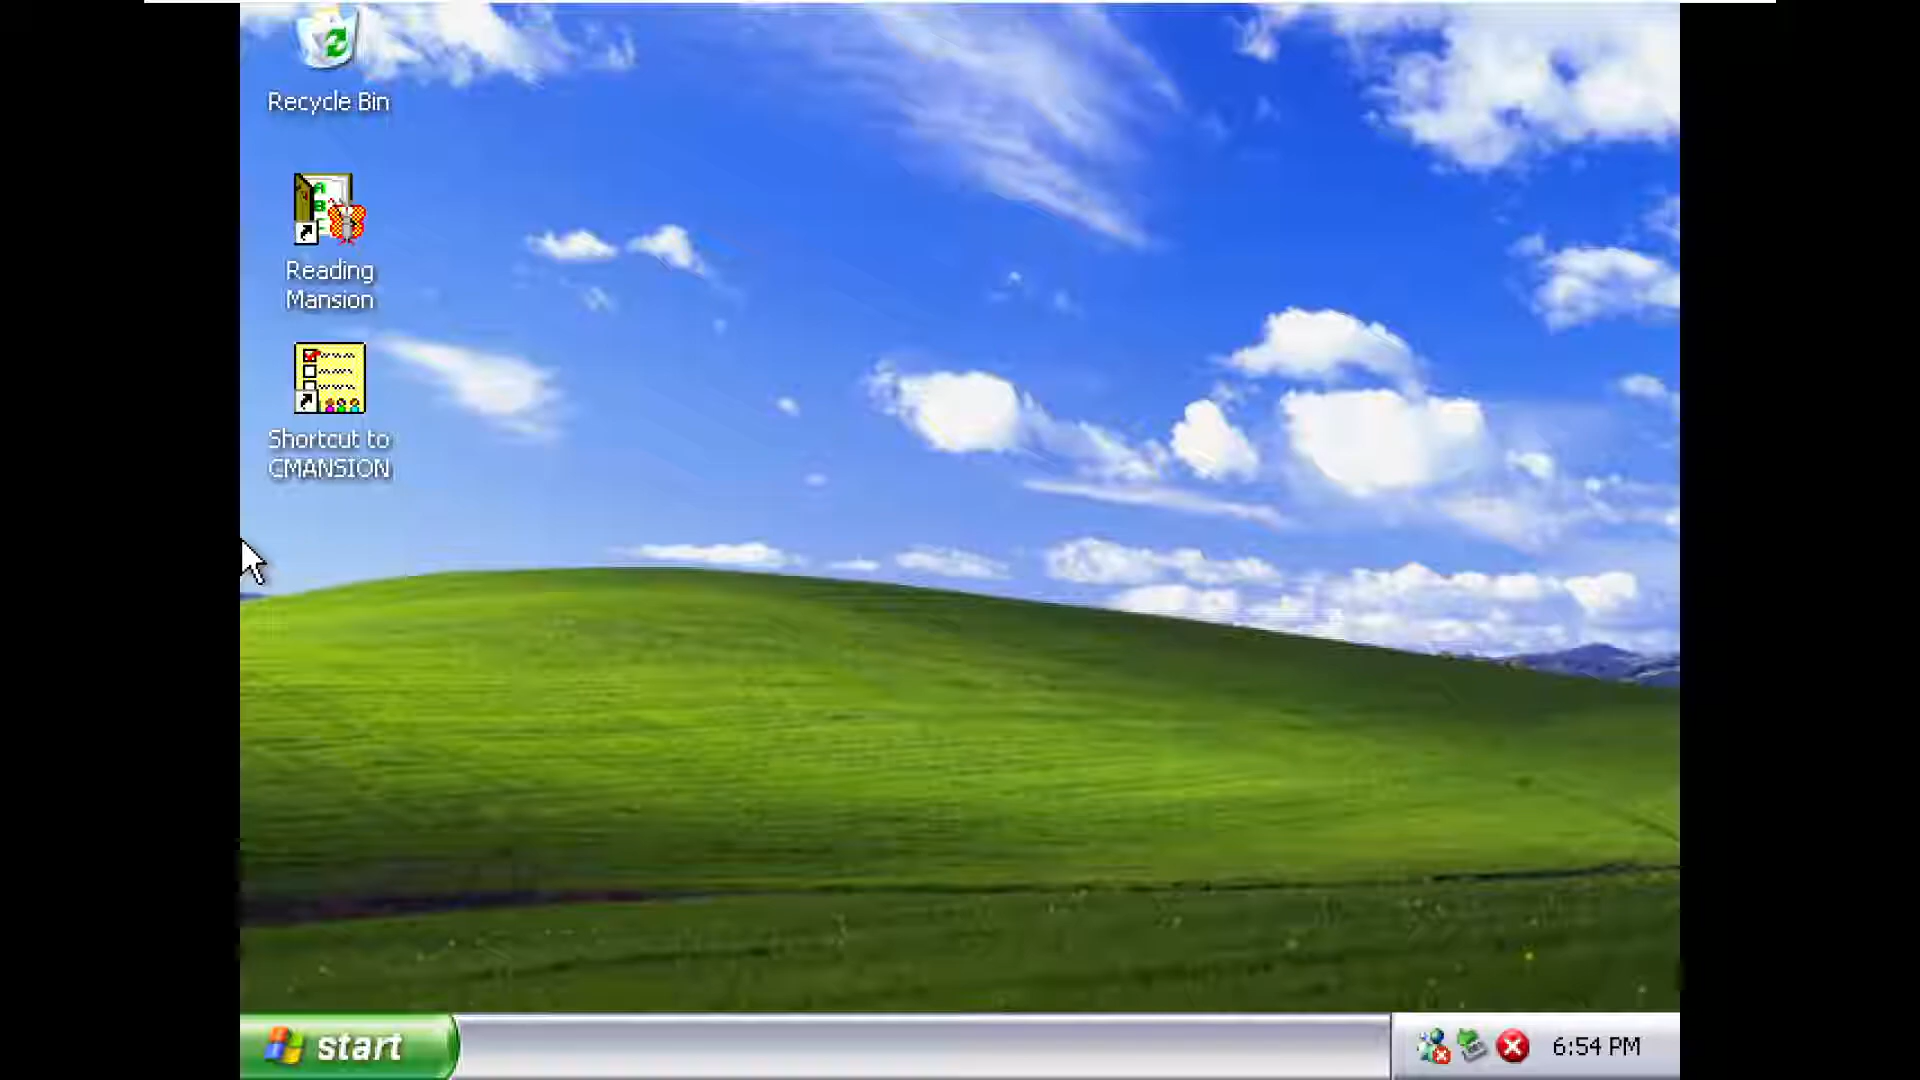 Recycle Bin
Reading
Mansion
Shortcut to
CMANSION
start
6:54 PM